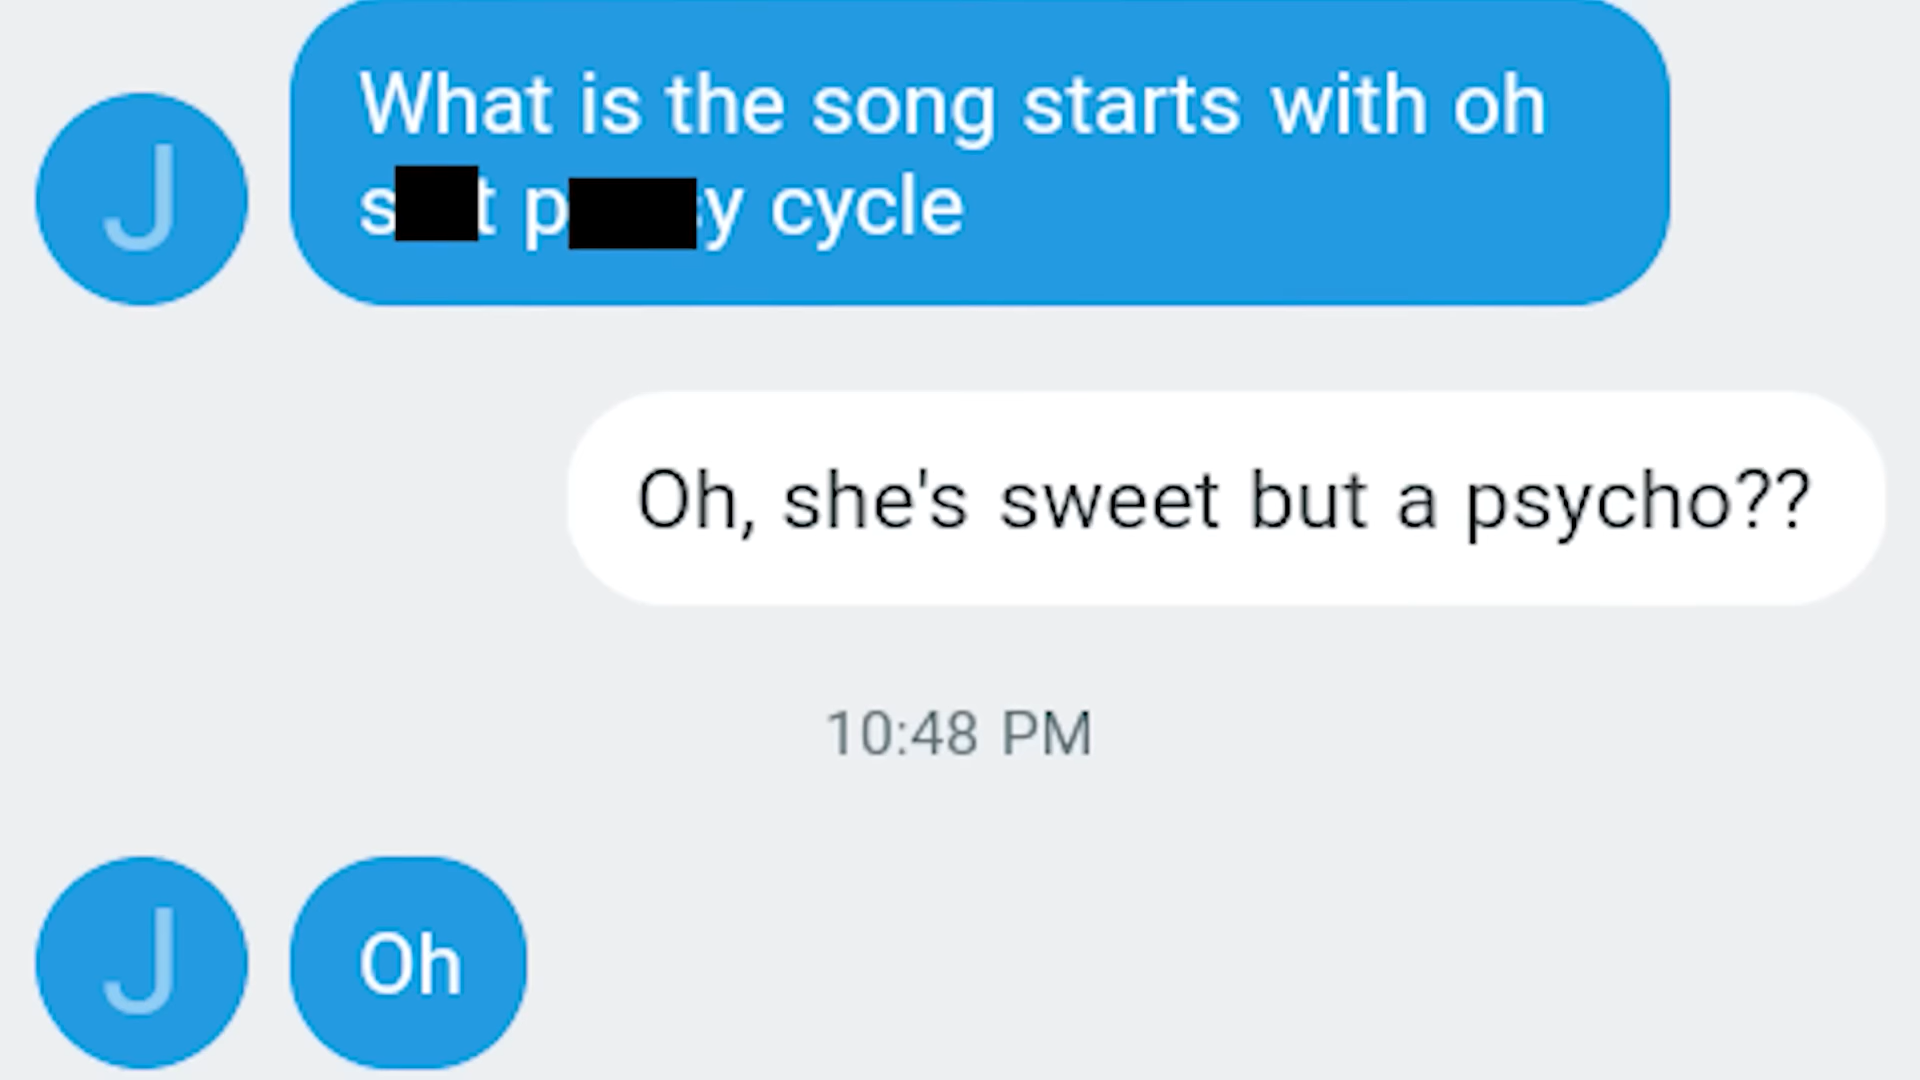 What is the song starts with oh
cycle
J
Oh, she's sweet but a psycho??
10:48 PM
J
Oh